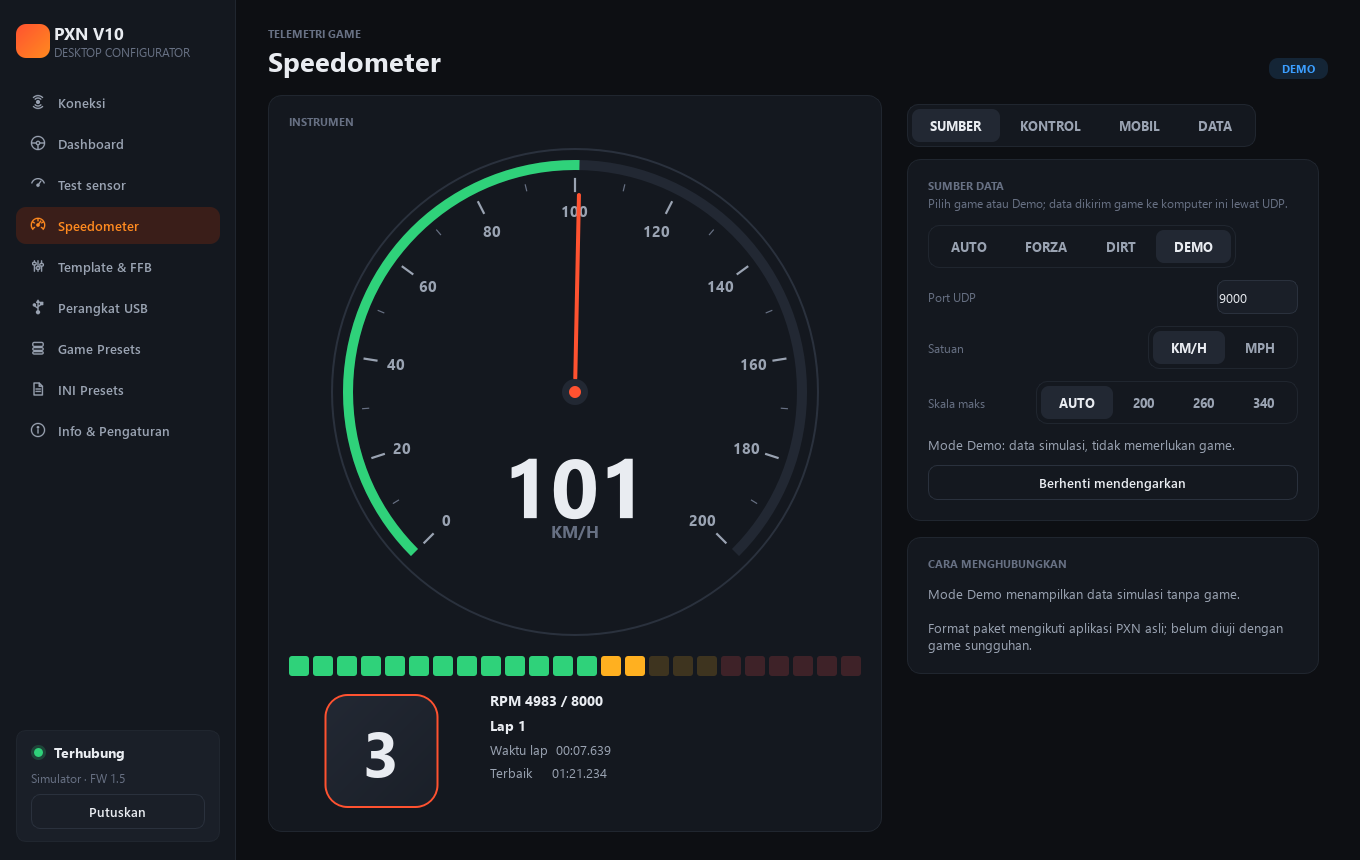 PXN V10
DESKTOP CONFIGURATOR
Koneksi
Dashboard
Test sensor
Speedometer
Template & FFB
Perangkat USB
Game Presets
INI Presets
Info & Pengaturan
Terhubung
Simulator · FW 1.5
Putuskan
TELEMETRI GAME
Speedometer
DEMO
INSTRUMEN
0
20
40
60
80
100
120
140
160
180
200
101
KM/H
3
RPM 4983 / 8000
Lap 1
Waktu lap 00:07.639
Terbaik 01:21.234
SUMBER KONTROL MOBIL DATA
SUMBER DATA
Pilih game atau Demo; data dikirim game ke komputer ini lewat UDP.
AUTO FORZA DIRT DEMO
Port UDP 9000
Satuan KM/H MPH
Skala maks AUTO 200 260 340
Mode Demo: data simulasi, tidak memerlukan game.
Berhenti mendengarkan
CARA MENGHUBUNGKAN
Mode Demo menampilkan data simulasi tanpa game.
Format paket mengikuti aplikasi PXN asli; belum diuji dengan
game sungguhan.